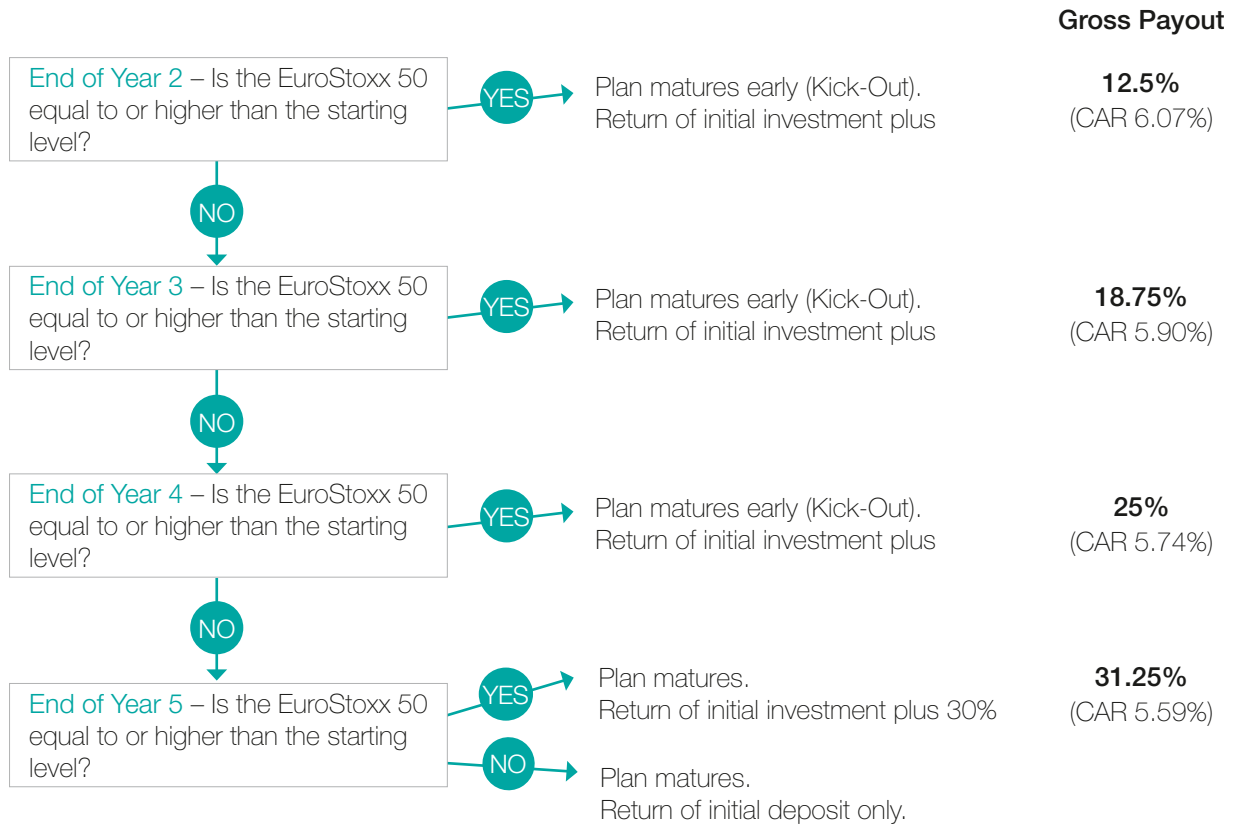 Gross Payout
End of Year 2 – Is the EuroStoxx 50
equal to or higher than the starting
level?
YES
Plan matures early (Kick-Out).
Return of initial investment plus
12.5%
(CAR 6.07%)
NO
End of Year 3 – Is the EuroStoxx 50
equal to or higher than the starting
level?
YES
Plan matures early (Kick-Out).
Return of initial investment plus
18.75%
(CAR 5.90%)
NO
End of Year 4 – Is the EuroStoxx 50
equal to or higher than the starting
level?
YES
Plan matures early (Kick-Out).
Return of initial investment plus
25%
(CAR 5.74%)
NO
End of Year 5 – Is the EuroStoxx 50
equal to or higher than the starting
level?
YES
Plan matures.
Return of initial investment plus 30%
31.25%
(CAR 5.59%)
NO
Plan matures.
Return of initial deposit only.